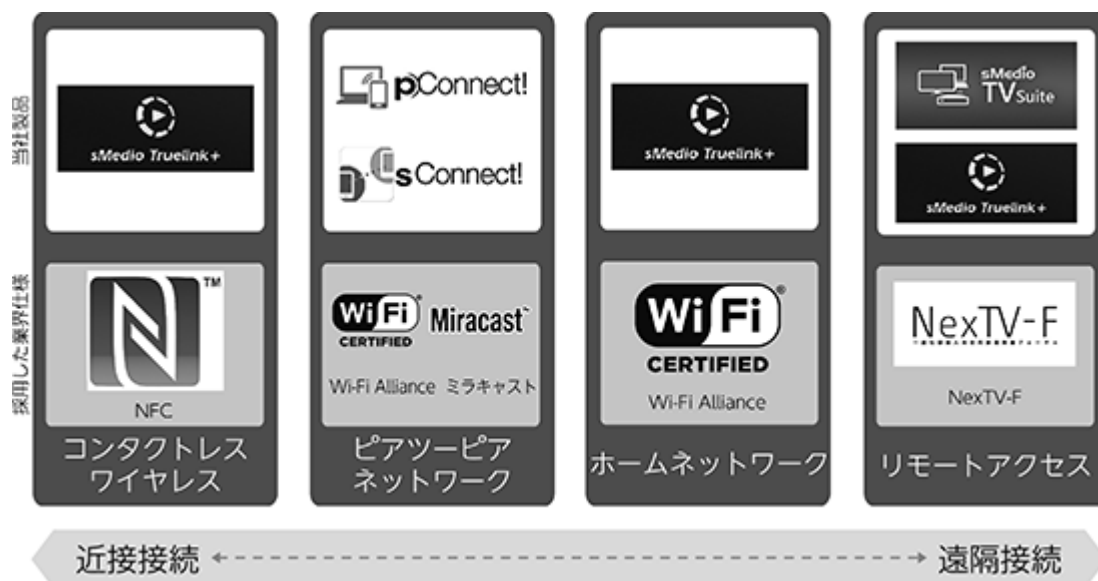 当社製品
sMedio Truelink+
pConnect!
sConnect!
sMedio Truelink+
sMedio
TV Suite
sMedio Truelink+
採用した業界仕様
N
TM
NFC
Wi Fi
CERTIFIED
Miracast
Wi-Fi Alliance ミラキャスト
Wi Fi
CERTIFIED
Wi-Fi Alliance
NexTV-F
NexTV-F
コンタクトレス
ワイヤレス
ピアツーピア
ネットワーク
ホームネットワーク
リモートアクセス
近接接続
遠隔接続